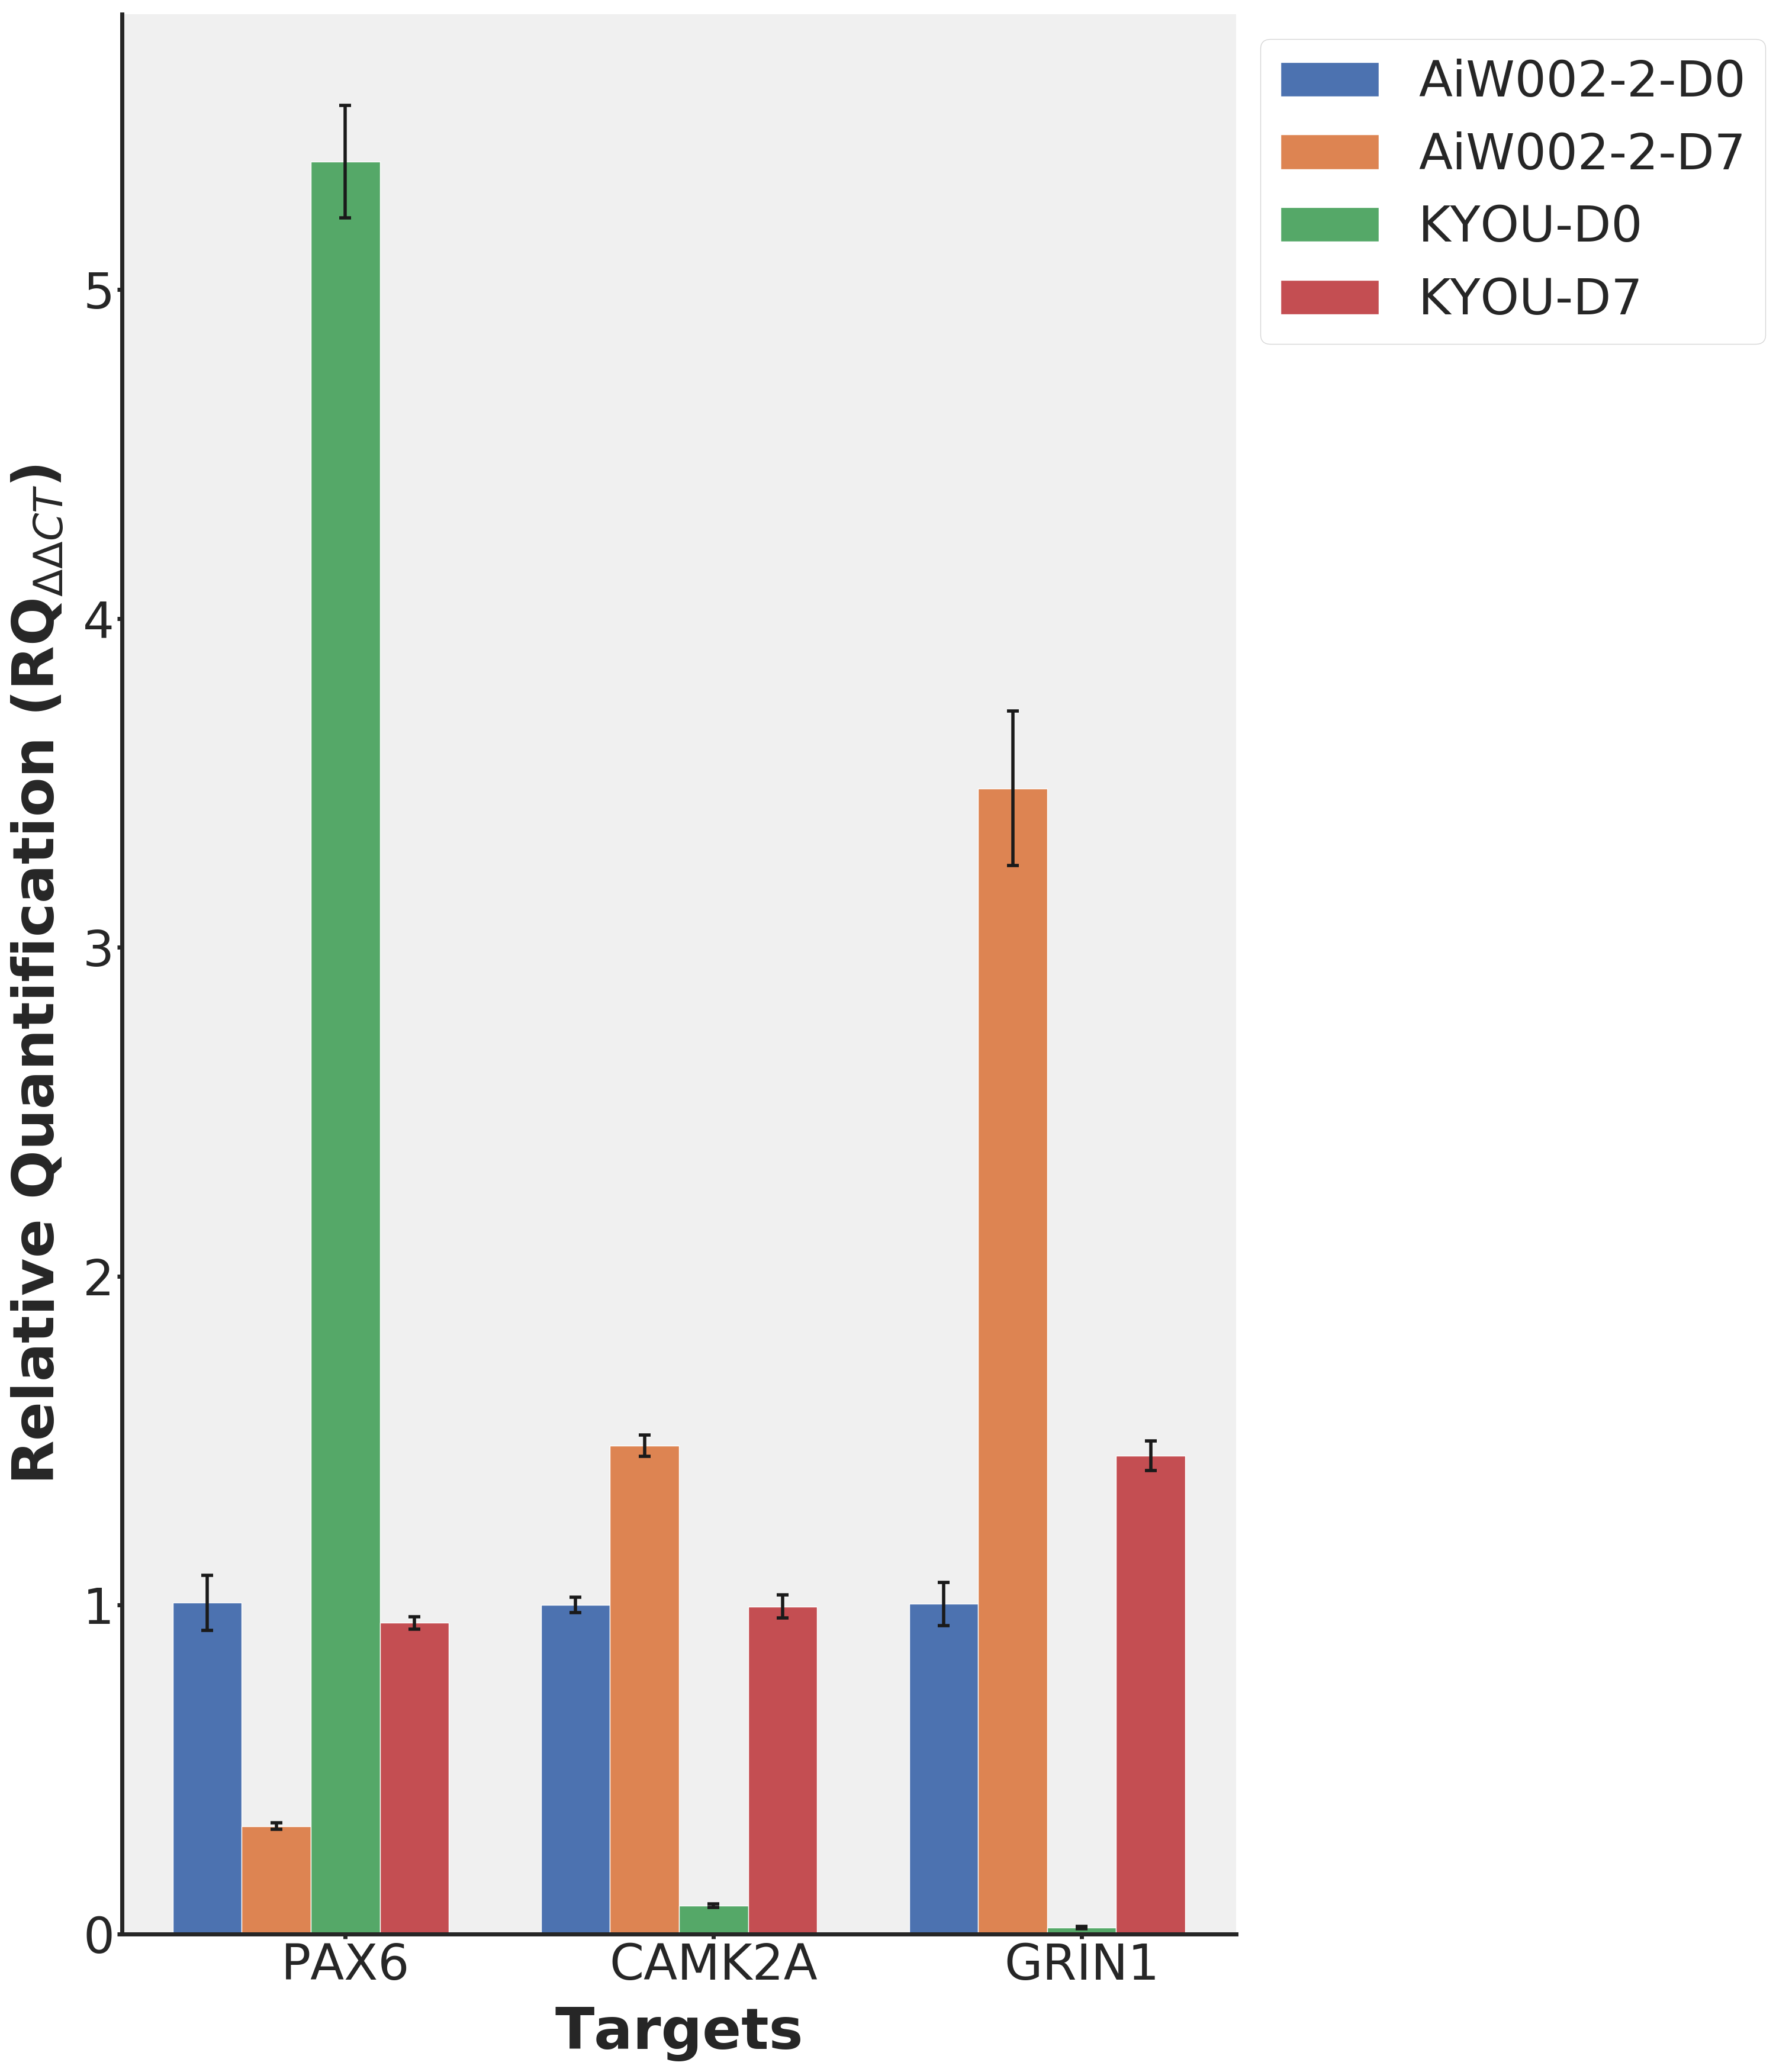 AiW002-2-D0
AiW002-2-D7
KYOU-D0
KYOU-D7
Relative Quantification (RQΔΔCT)
5
4
3
2
1
0
PAX6 CAMK2A GRIN1
Targets